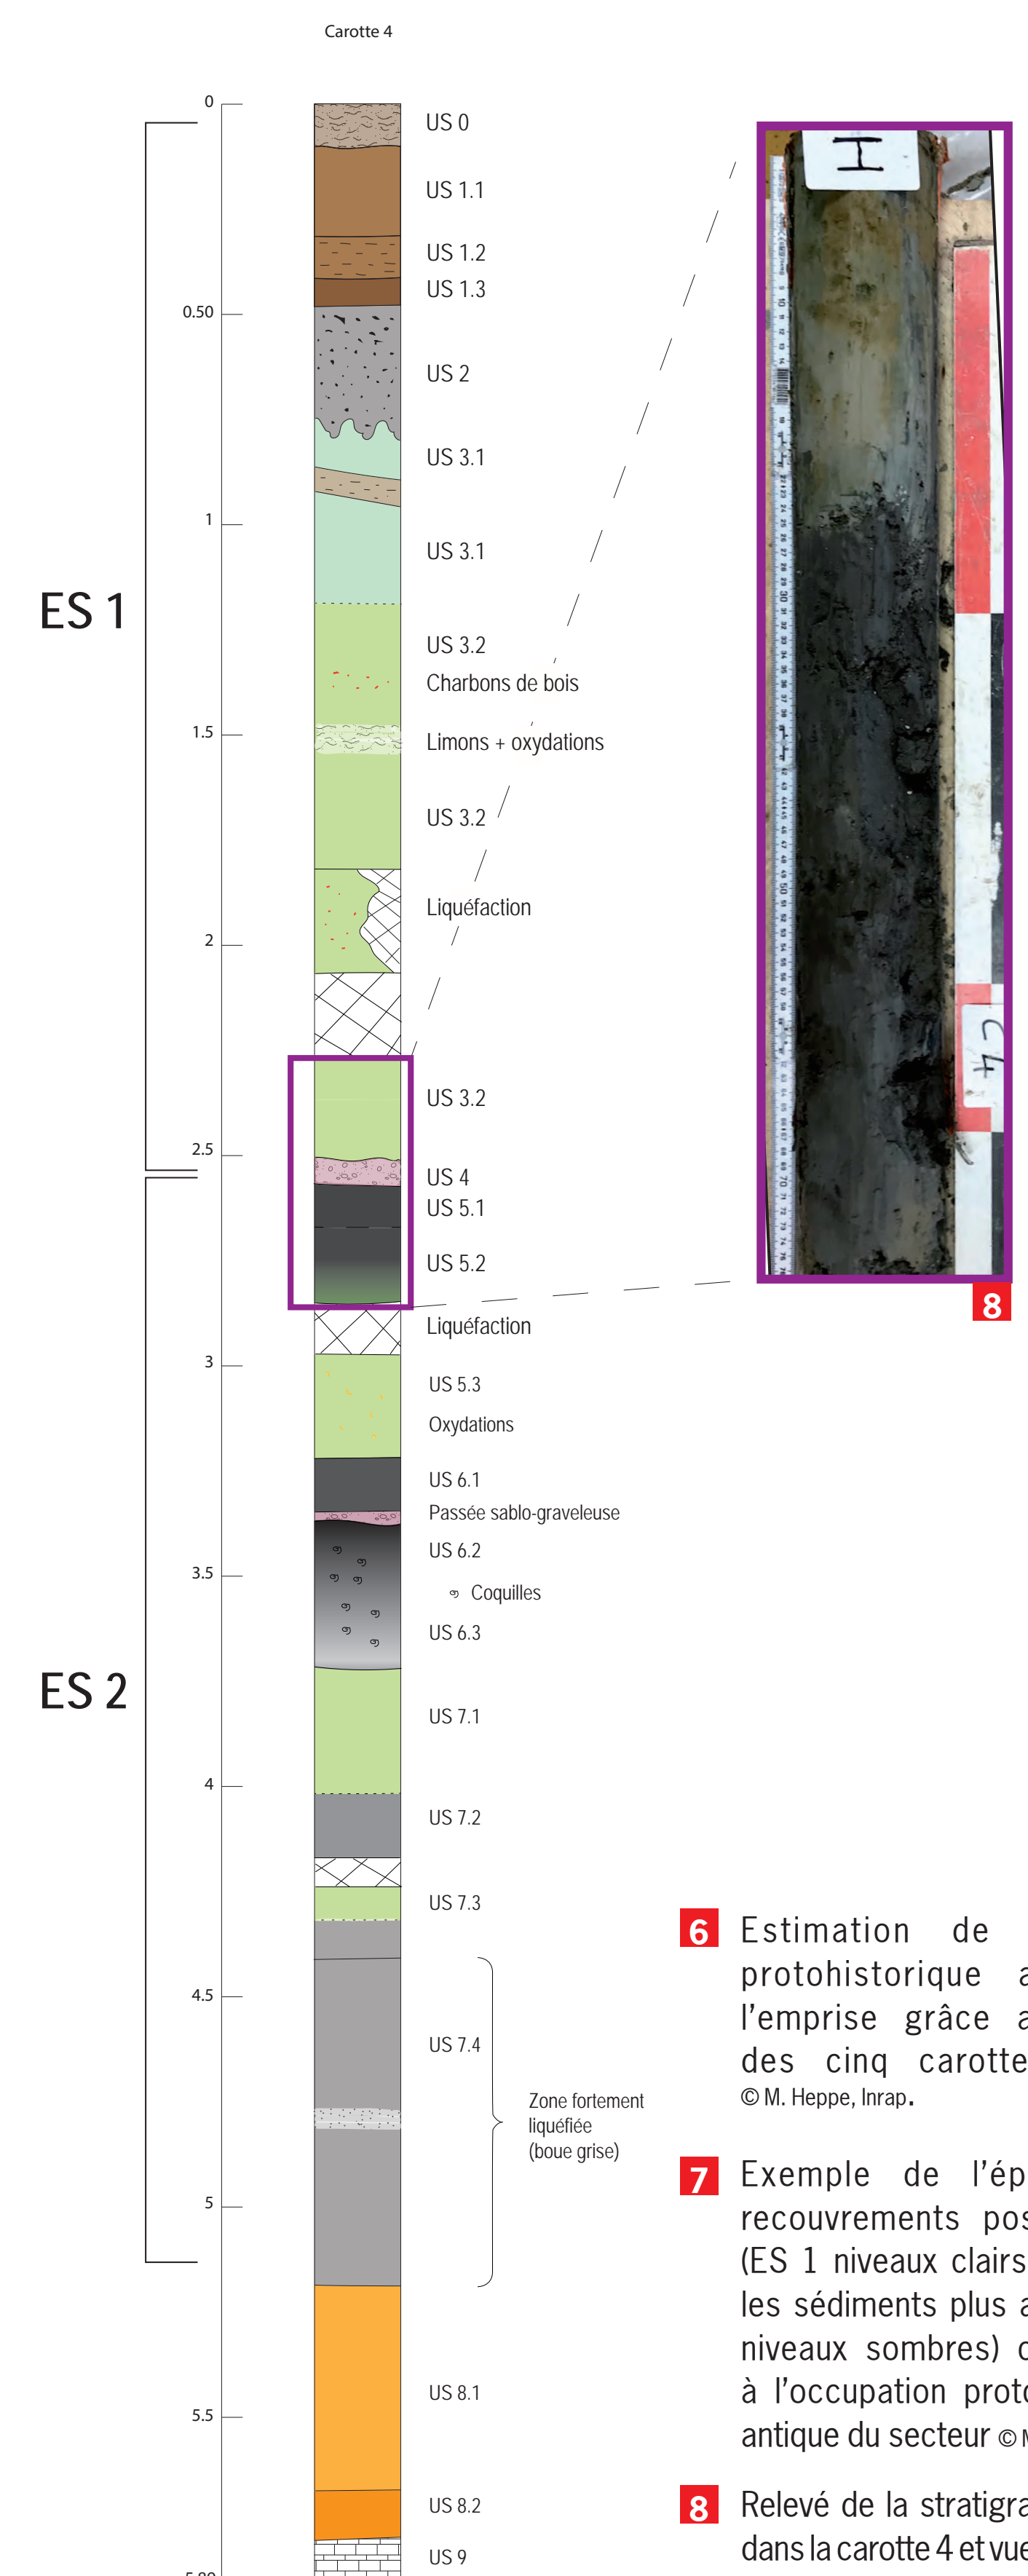 Carotte 4
0
US 0
US 1.1
US 1.2
US 1.3
0.50
US 2
US 3.1
1
US 3.1
ES 1
US 3.2
Charbons de bois
1.5
Limons + oxydations
US 3.2
Liquéfaction
2
US 3.2
2.5
US 4
US 5.1
US 5.2
Liquéfaction
3
US 5.3
Oxydations
US 6.1
Passée sablo-graveleuse
US 6.2
3.5
Coquilles
US 6.3
ES 2
US 7.1
4
US 7.2
US 7.3
4.5
US 7.4
Zone fortement
liquéfiée
(boue grise)
5
US 8.1
5.5
US 8.2
US 9
H
C4
8
6 Estimation de
protohistorique a
l'emprise grâce a
des cinq carotte
© M. Heppe, Inrap.
7 Exemple de l'ép
recouvrements pos
(ES 1 niveaux clairs
les sédiments plus a
niveaux sombres) c
à l'occupation proto
antique du secteur © M
8 Relevé de la stratigra
dans la carotte 4 et vue